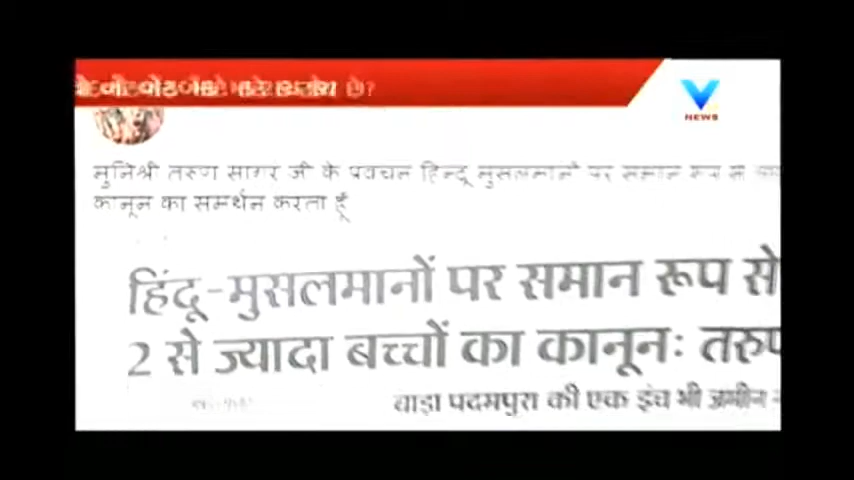 NEWS
मुनिश्री तरुण सागर जी के प्रवचन हिन्दू मुसलमानों पर समान रूप से
कानून का समर्थन करता हूँ
हिंदू-मुसलमानों पर समान रूप से
2 से ज्यादा बच्चों का कानूनः तरुण
बाड़ा पदमपुरा की एक इंच भी जमीन